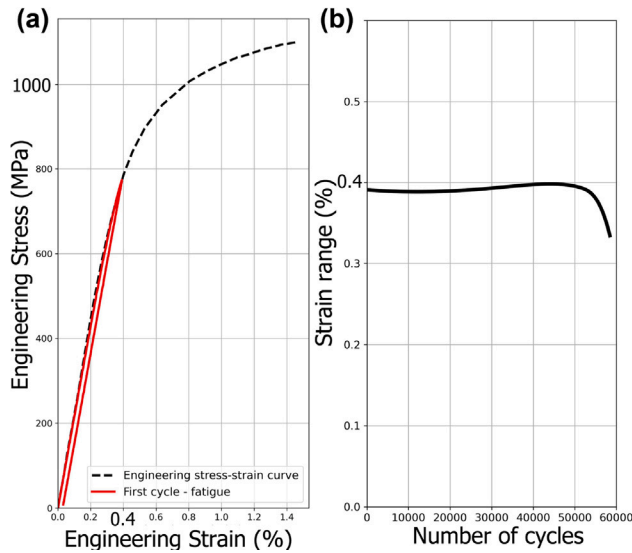 (a)
Engineering Stress (MPa)
1000
800
600
400
200
0
0.0 0.2 0.4 0.6 0.8 1.0 1.2 1.4
Engineering Strain (%)
Engineering stress-strain curve
First cycle - fatigue
(b)
Strain range (%)
0.5
0.4
0.3
0.2
0.1
0.0
0 10000 20000 30000 40000 50000 60000
Number of cycles